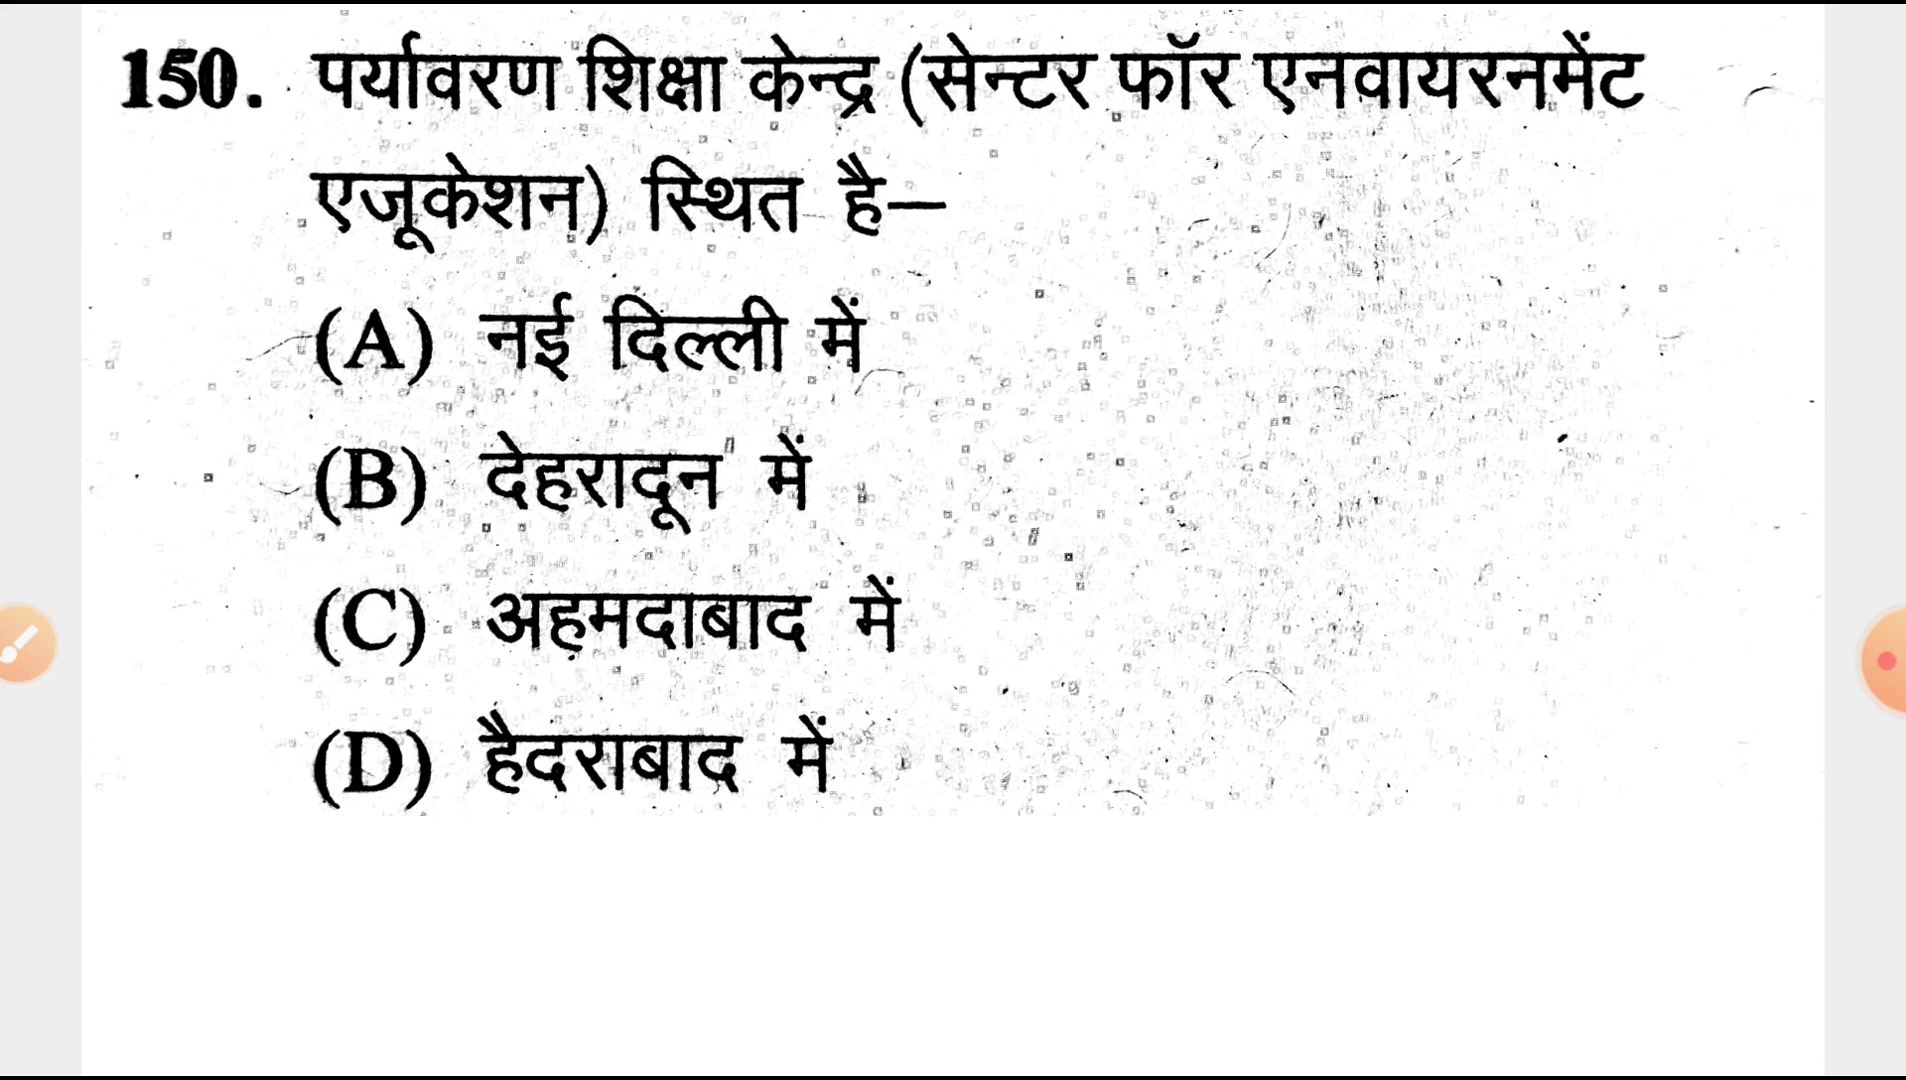 150. पर्यावरण शिक्षा केन्द्र (सेन्टर फॉर एनवायरनमेंट
एजूकेशन) स्थित है—
(A) नई दिल्ली में
(B) देहरादून में
(C) अहमदाबाद में
(D) हैदराबाद में